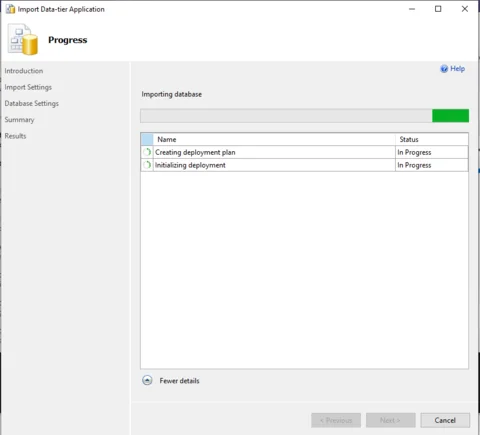 Import Data-tier Application
Progress
Help
Introduction
Import Settings
Database Settings
Summary
Results
Importing database
Name Status
Creating deployment plan In Progress
Initializing deployment In Progress
Fewer details
< Previous Next > Cancel